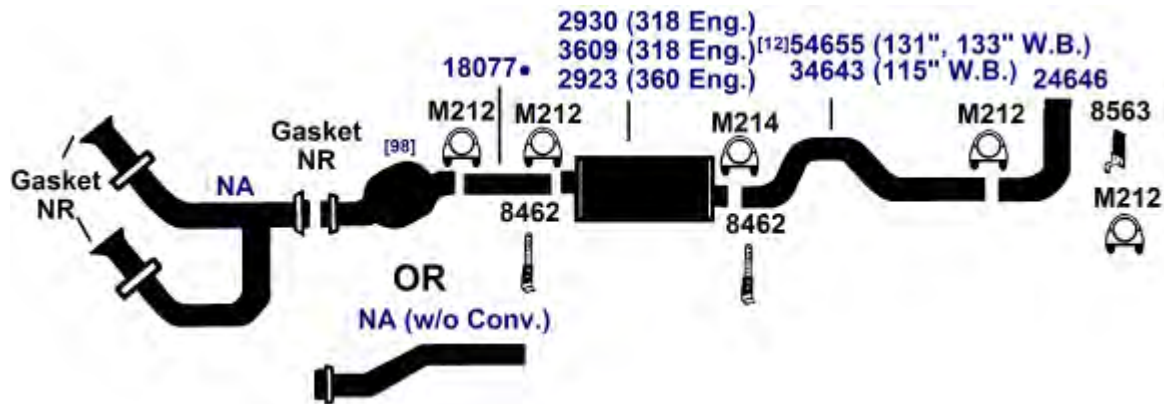 2930 (318 Eng.)
3609 (318 Eng.)
2923 (360 Eng.)
[12]54655 (131", 133" W.B.)
34643 (115" W.B.)
24646
18077•
M212
M212
M214
M212
8563
Gasket
NR
[98]
Gasket
NR
NA
8462
8462
M212
OR
NA (w/o Conv.)